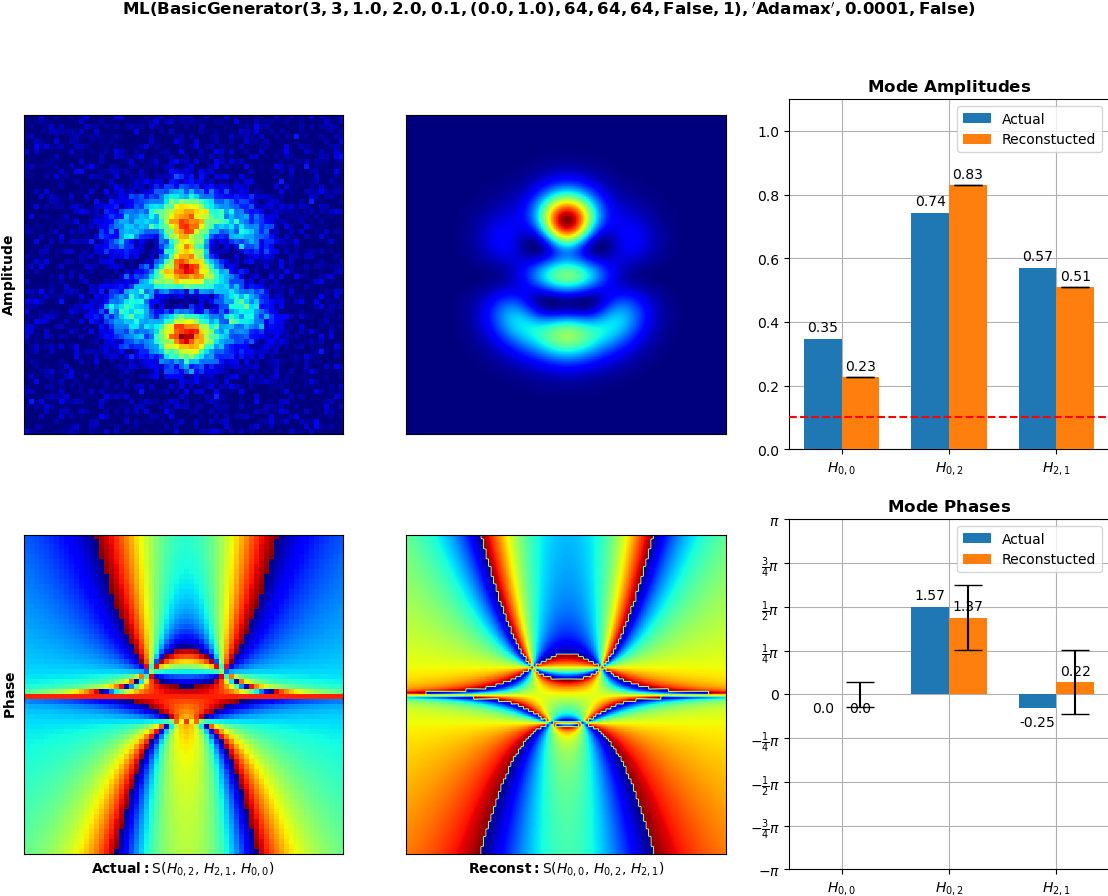 ML(BasicGenerator(3, 3, 1.0, 2.0, 0.1, (0.0, 1.0), 64, 64, 64, False, 1), 'Adamax', 0.0001, False)
Amplitude
Mode Amplitudes
Actual
Reconstucted
1.0
0.8
0.6
0.4
0.2
0.0
0.35
0.23
0.74
0.83
0.57
0.51
H0,0
H0,2
H2,1
Phase
Actual: S(H0,2, H2,1, H0,0)
Reconst: S(H0,0, H0,2, H2,1)
Mode Phases
Actual
Reconstucted
π
3/4π
1/2π
1/4π
0
−1/4π
−1/2π
−3/4π
−π
0.0
0.0
1.57
1.37
-0.25
0.22
H0,0
H0,2
H2,1